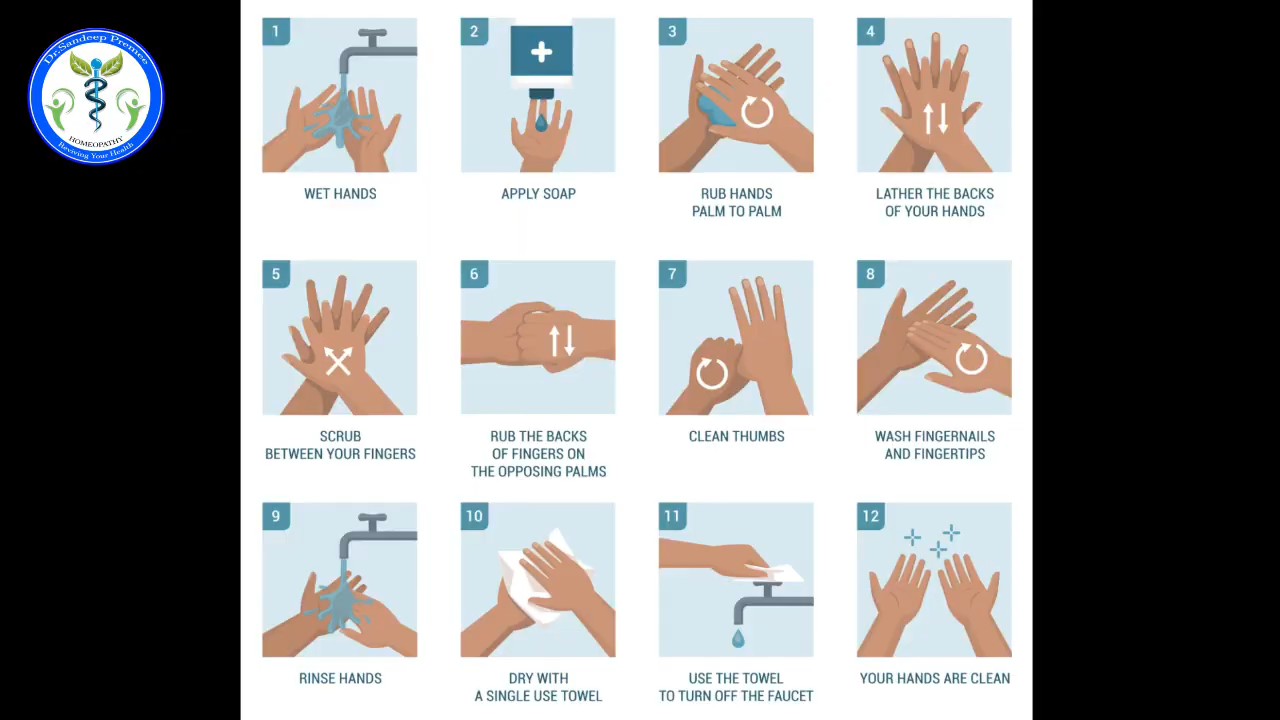 Dr.Sandeep Premee
HOMEOPATHY
Reviving Your Health
1
WET HANDS
2
APPLY SOAP
3
RUB HANDS
PALM TO PALM
4
LATHER THE BACKS
OF YOUR HANDS
5
SCRUB
BETWEEN YOUR FINGERS
6
RUB THE BACKS
OF FINGERS ON
THE OPPOSING PALMS
7
CLEAN THUMBS
8
WASH FINGERNAILS
AND FINGERTIPS
9
RINSE HANDS
10
DRY WITH
A SINGLE USE TOWEL
11
USE THE TOWEL
TO TURN OFF THE FAUCET
12
YOUR HANDS ARE CLEAN